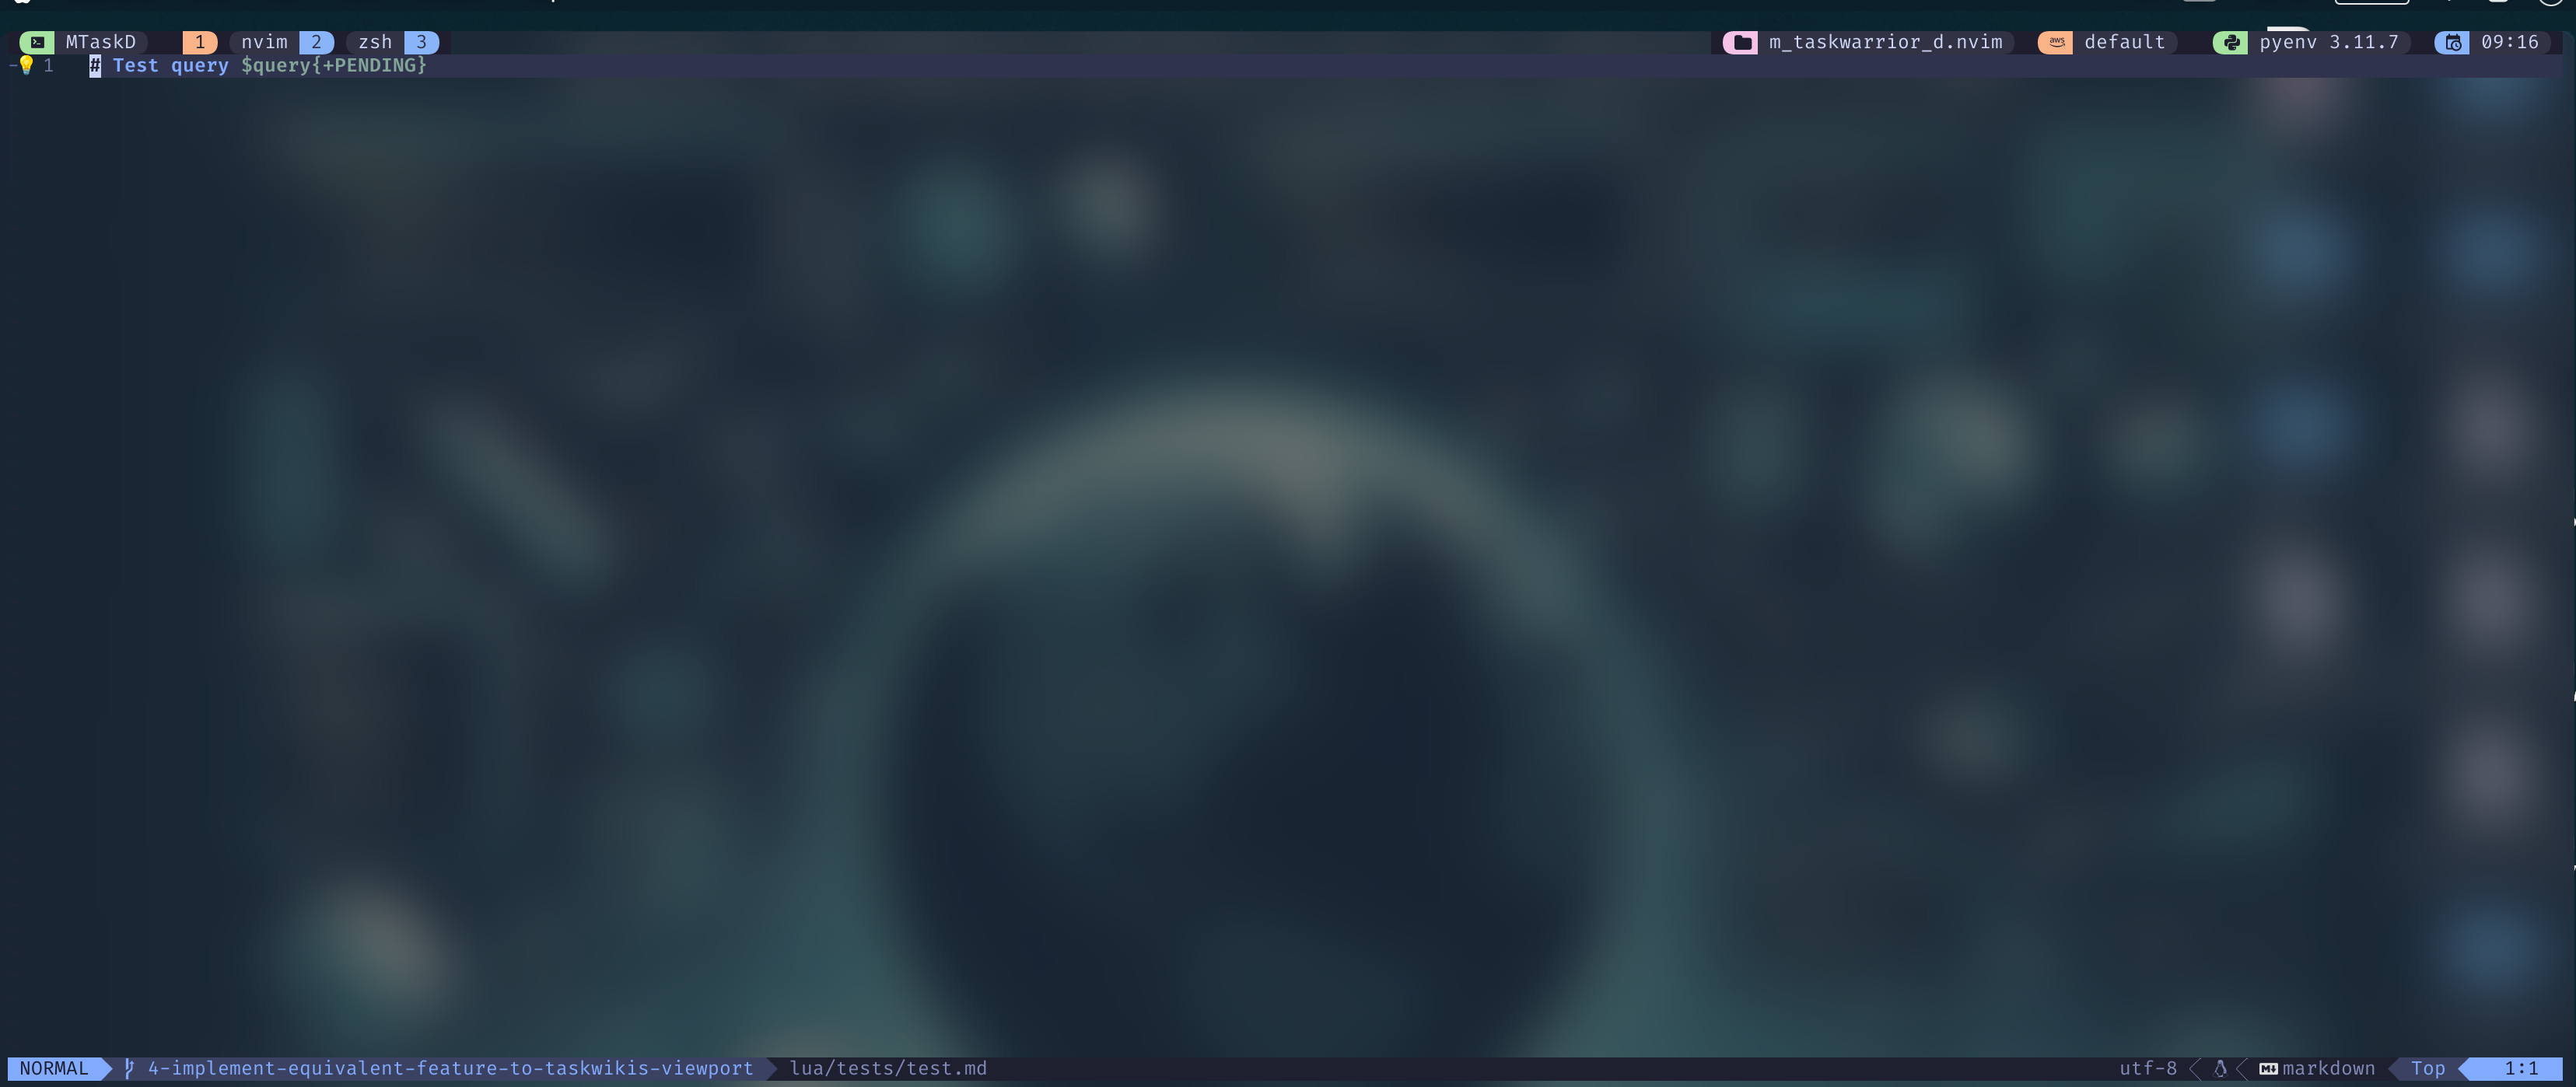 MTaskD 1 nvim 2 zsh 3 m_taskwarrior_d.nvim aws default pyenv 3.11.7 09:16
1 # Test query $query{+PENDING}
NORMAL 4-implement-equivalent-feature-to-taskwikis-viewport lua/tests/test.md utf-8 markdown Top 1:1